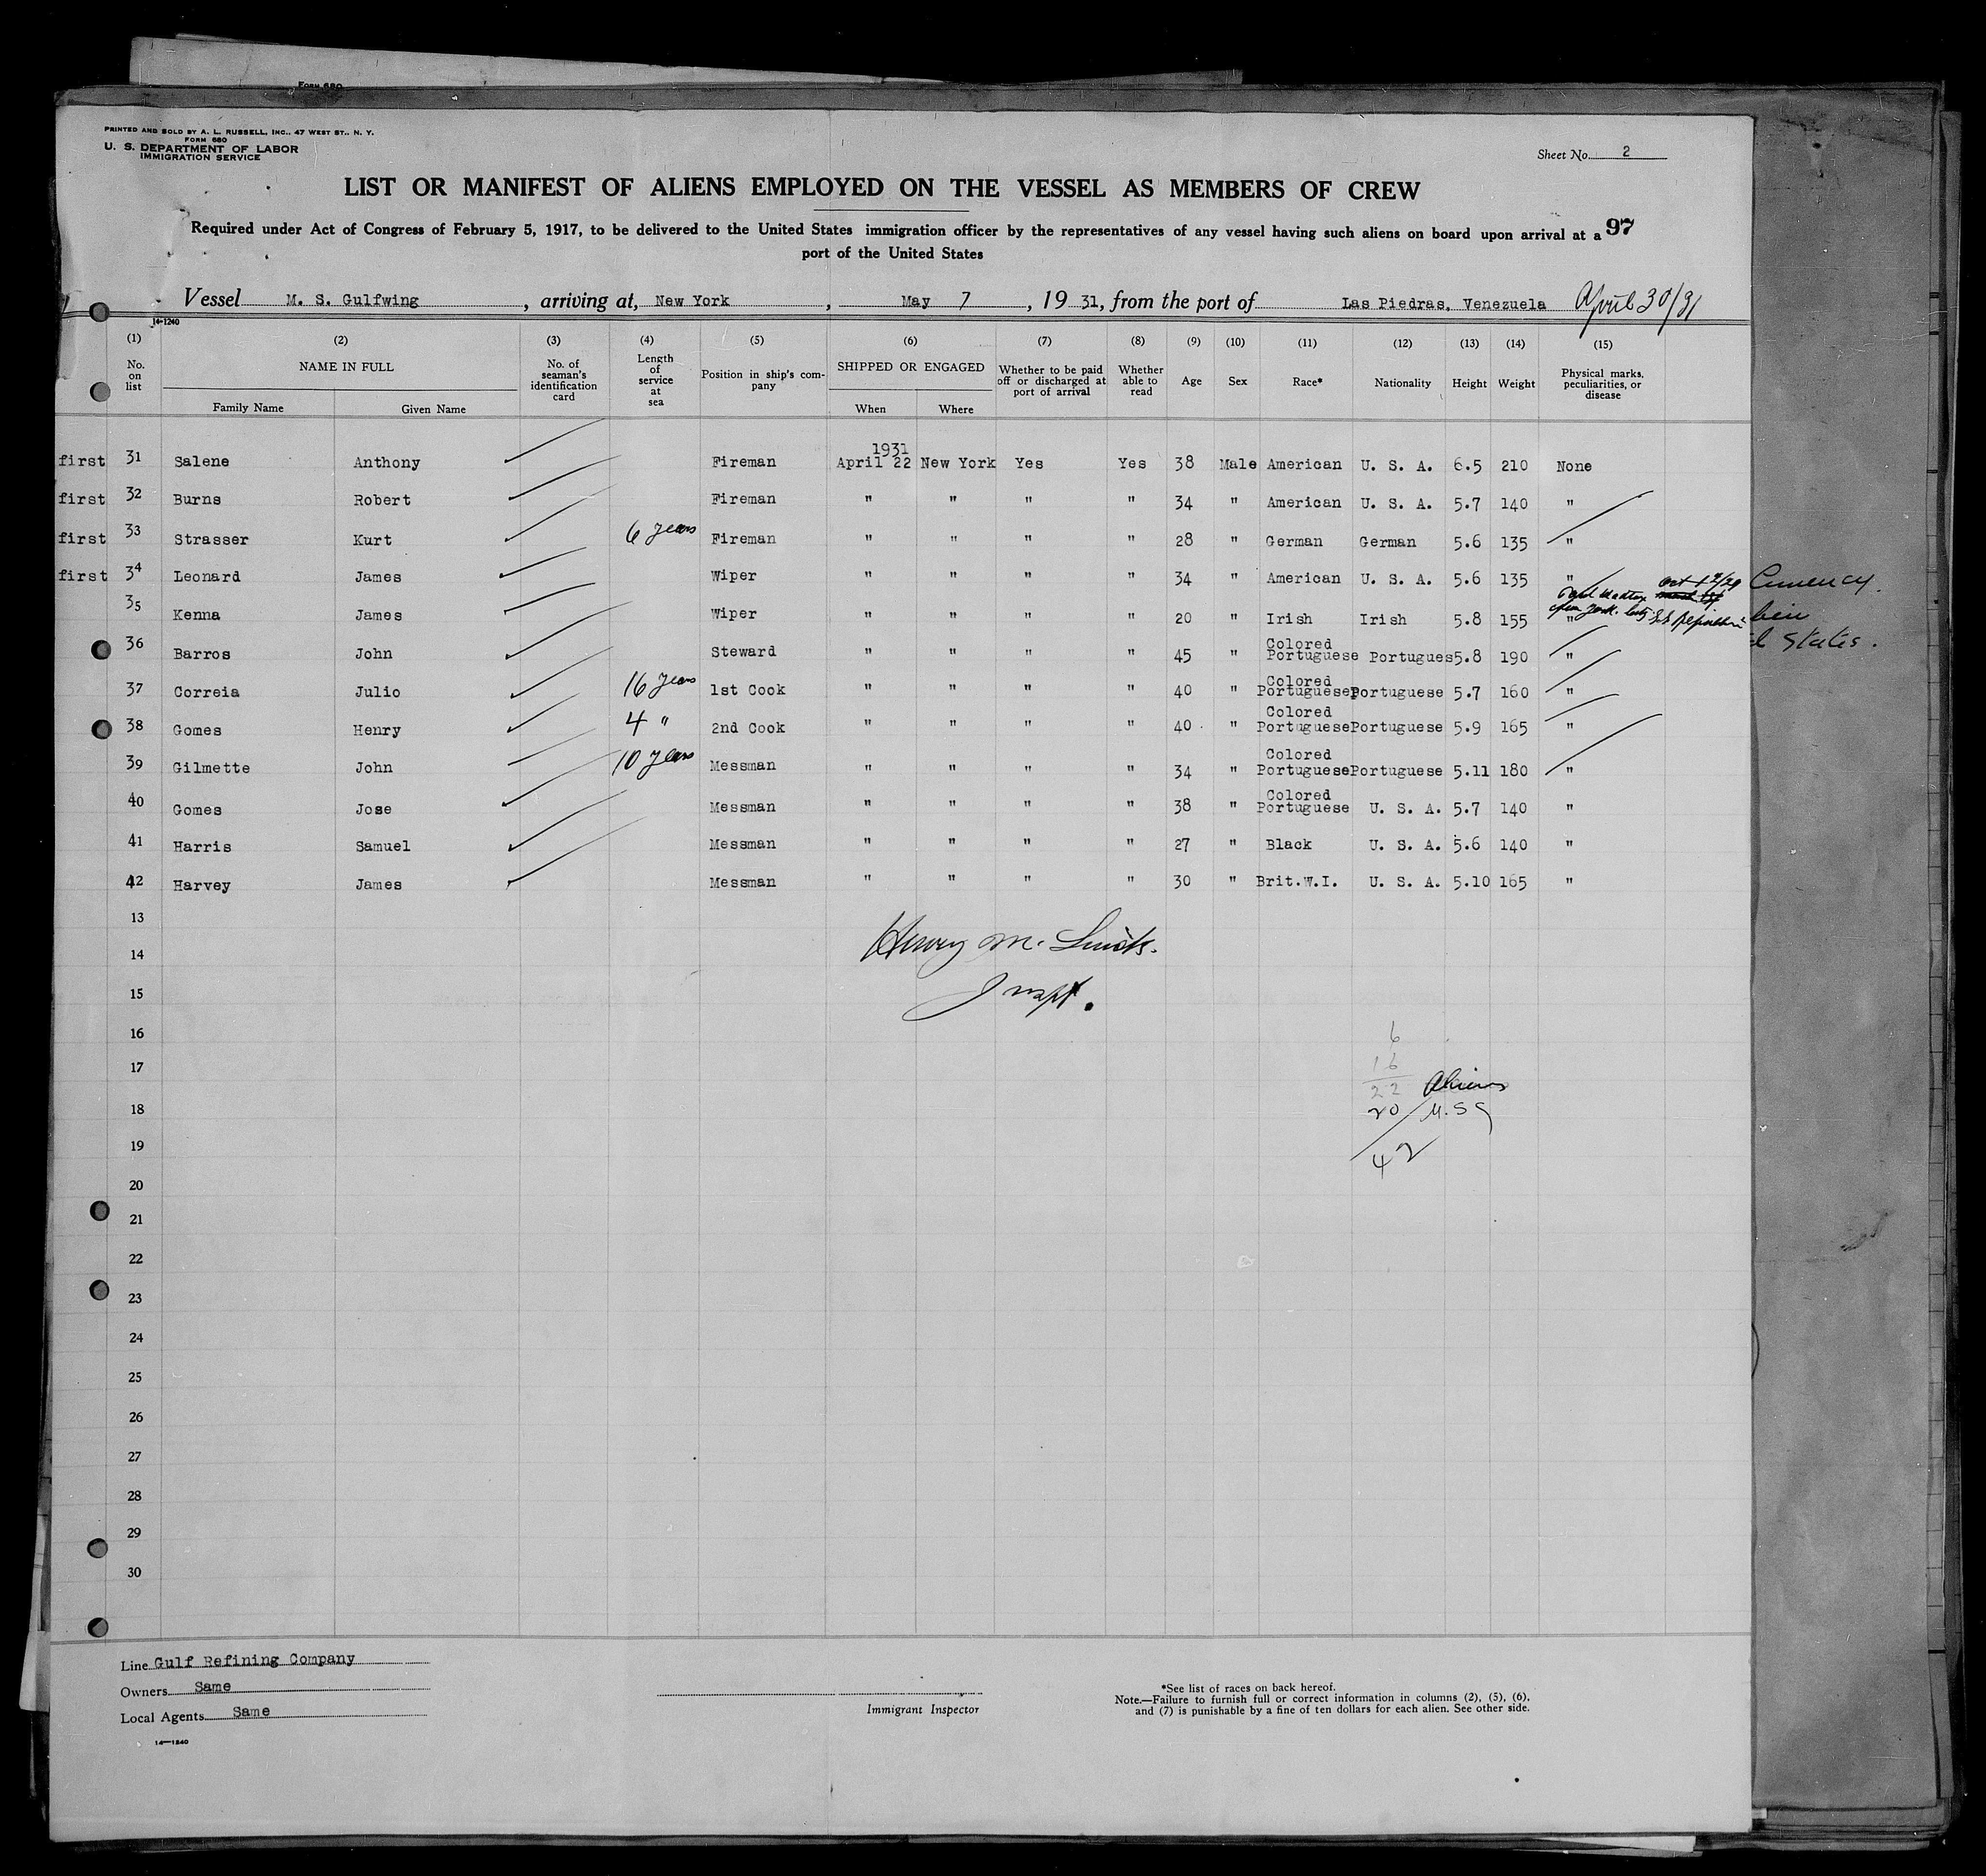 FORM 680
PRINTED AND SOLD BY A. L. RUSSELL, INC., 47 WEST ST., N. Y.
FORM 680
U. S. DEPARTMENT OF LABOR
IMMIGRATION SERVICE
Sheet No. 2
LIST OR MANIFEST OF ALIENS EMPLOYED ON THE VESSEL AS MEMBERS OF CREW
Required under Act of Congress of February 5, 1917, to be delivered to the United States immigration officer by the representatives of any vessel having such aliens on board upon arrival at a 97
port of the United States
Vessel M. S. Gulfwing, arriving at, New York, May 7, 1931, from the port of Las Piedras, Venezuela April 30/31
14-1240
(1) (2) (3) (4) (5) (6) (7) (8) (9) (10) (11) (12) (13) (14) (15)
No. on list NAME IN FULL Family Name Given Name No. of seaman's identification card Length of service at sea Position in ship's company SHIPPED OR ENGAGED When Where Whether to be paid off or discharged at port of arrival Whether able to read Age Sex Race* Nationality Height Weight Physical marks, peculiarities, or disease
first 31 Salene Anthony Fireman 1931 April 22 New York Yes Yes 38 Male American U. S. A. 6.5 210 None
first 32 Burns Robert Fireman " " " " 34 " American U. S. A. 5.7 140 "
first 33 Strasser Kurt 6 years Fireman " " " " 28 " German German 5.6 135 "
first 34 Leonard James Wiper " " " " 34 " American U. S. A. 5.6 135 "
35 Kenna James Wiper " " " " 20 " Irish Irish 5.8 155 "
36 Barros John Steward " " " " 45 " Colored Portuguese Portugues 5.8 190 "
37 Correia Julio 16 years 1st Cook " " " " 40 " Colored Portuguese Portuguese 5.7 160 "
38 Gomes Henry 4 " 2nd Cook " " " " 40 " Colored Portuguese Portuguese 5.9 165 "
39 Gilmette John 10 years Messman " " " " 34 " Colored Portuguese Portuguese 5.11 180 "
40 Gomes Jose Messman " " " " 38 " Colored Portuguese U. S. A. 5.7 140 "
41 Harris Samuel Messman " " " " 27 " Black U. S. A. 5.6 140 "
42 Harvey James Messman " " " " 30 " Brit.W.I. U. S. A. 5.10 165 "
13
14 Henry M.
15 Inspt.
16 6
17 16
22 Aliens
18 20 U.S.
19 42
20
21
22
23
24
25
26
27
28
29
30
States.
Line Gulf Refining Company
Owners Same
Local Agents Same
14-1240
Immigrant Inspector
*See list of races on back hereof.
Note.—Failure to furnish full or correct information in columns (2), (5), (6),
and (7) is punishable by a fine of ten dollars for each alien. See other side.